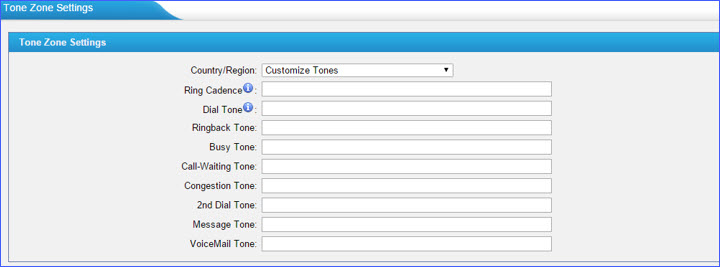 Tone Zone Settings
Tone Zone Settings
Country/Region: Customize Tones
Ring Cadence :
Dial Tone :
Ringback Tone:
Busy Tone:
Call-Waiting Tone:
Congestion Tone:
2nd Dial Tone:
Message Tone:
VoiceMail Tone: